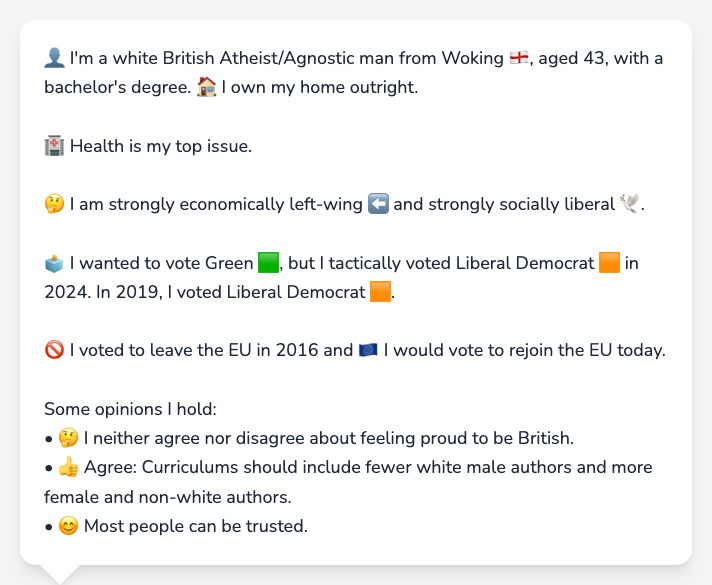 👤 I'm a white British Atheist/Agnostic man from Woking 🏴󠁧󠁢󠁥󠁮󠁧󠁿, aged 43, with a
bachelor's degree. 🏠 I own my home outright.
🏥 Health is my top issue.
🤔 I am strongly economically left-wing ⬅️ and strongly socially liberal 🕊️.
🗳️ I wanted to vote Green 🟩, but I tactically voted Liberal Democrat 🟧 in
2024. In 2019, I voted Liberal Democrat 🟧.
🚫 I voted to leave the EU in 2016 and 🇪🇺 I would vote to rejoin the EU today.
Some opinions I hold:
• 🤔 I neither agree nor disagree about feeling proud to be British.
• 👍 Agree: Curriculums should include fewer white male authors and more
female and non-white authors.
• 😊 Most people can be trusted.